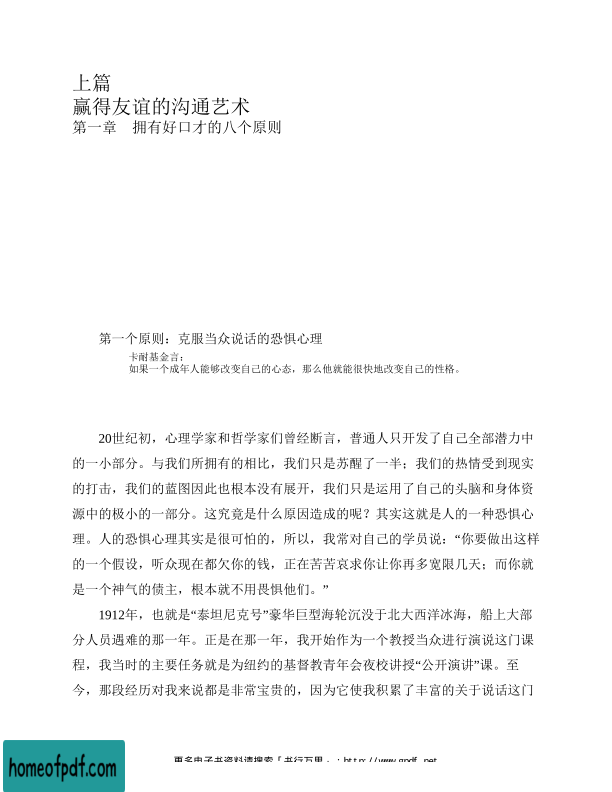 上篇
赢得友谊的沟通艺术
第一章　拥有好口才的八个原则
第一个原则：克服当众说话的恐惧心理
卡耐基金言：
如果一个成年人能够改变自己的心态，那么他就能很快地改变自己的性格。
20世纪初，心理学家和哲学家们曾经断言，普通人只开发了自己全部潜力中
的一小部分。与我们所拥有的相比，我们只是苏醒了一半；我们的热情受到现实
的打击，我们的蓝图因此也根本没有展开，我们只是运用了自己的头脑和身体资
源中的极小的一部分。这究竟是什么原因造成的呢？其实这就是人的一种恐惧心
理。人的恐惧心理其实是很可怕的，所以，我常对自己的学员说：“你要做出这样
的一个假设，听众现在都欠你的钱，正在苦苦哀求你让你再多宽限几天；而你就
是一个神气的债主，根本就不用畏惧他们。”
1912年，也就是“泰坦尼克号”豪华巨型海轮沉没于北大西洋冰海，船上大部
分人员遇难的那一年。正是在那一年，我开始作为一个教授当众进行演说这门课
程，我当时的主要任务就是为纽约的基督教青年会夜校讲授“公开演讲”课。至
今，那段经历对我来说都是非常宝贵的，因为它使我积累了丰富的关于说话这门
更多电子书资料请搜索「书行万里」：http://www.gpdf.net
homeofpdf.com